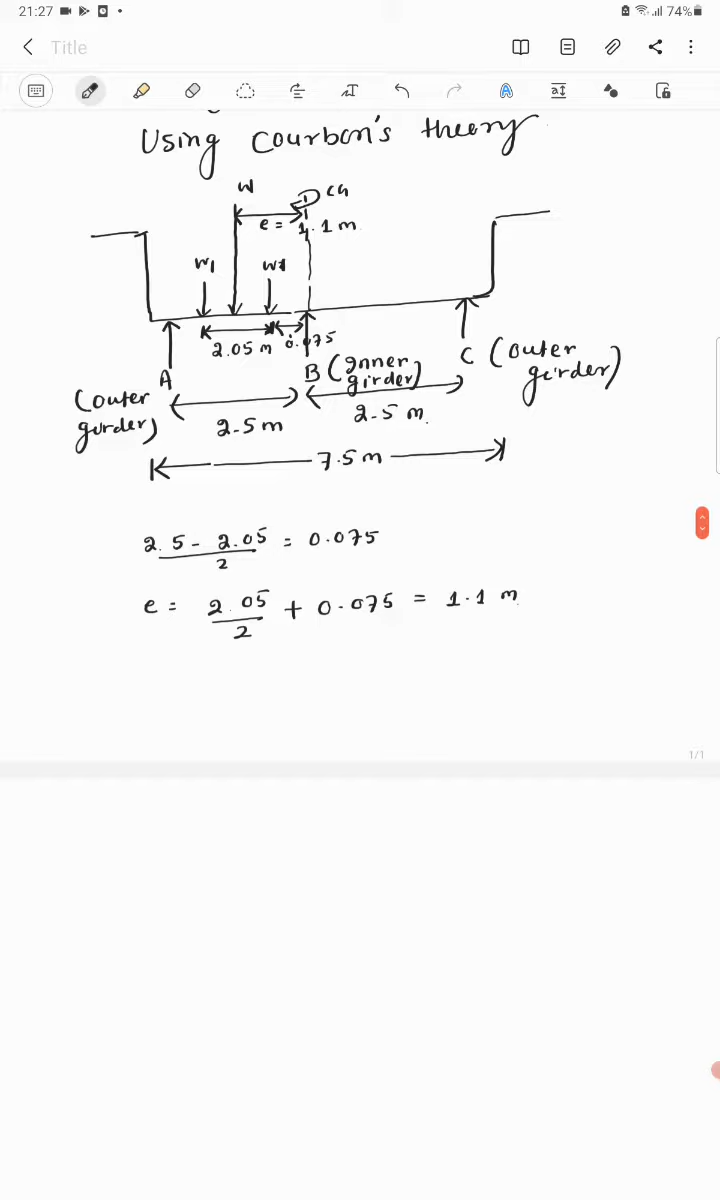 21:27
74%
Title
Using Courbon's theory
W
CG
e = 1.1 m
W1
2.05 m
0.075
A
(outer
gurder)
B (Inner
girder)
C (outer
girder)
2.5 m
2.5 m.
7.5 m
2.5 - 2.05 = 0.075
2
e = 2.05 + 0.075 = 1.1 m
2
1/1